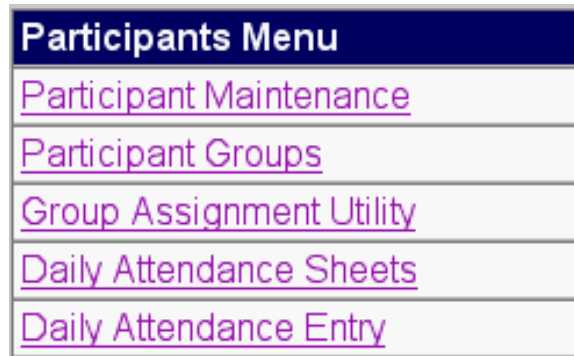 Participants Menu
Participant Maintenance
Participant Groups
Group Assignment Utility
Daily Attendance Sheets
Daily Attendance Entry